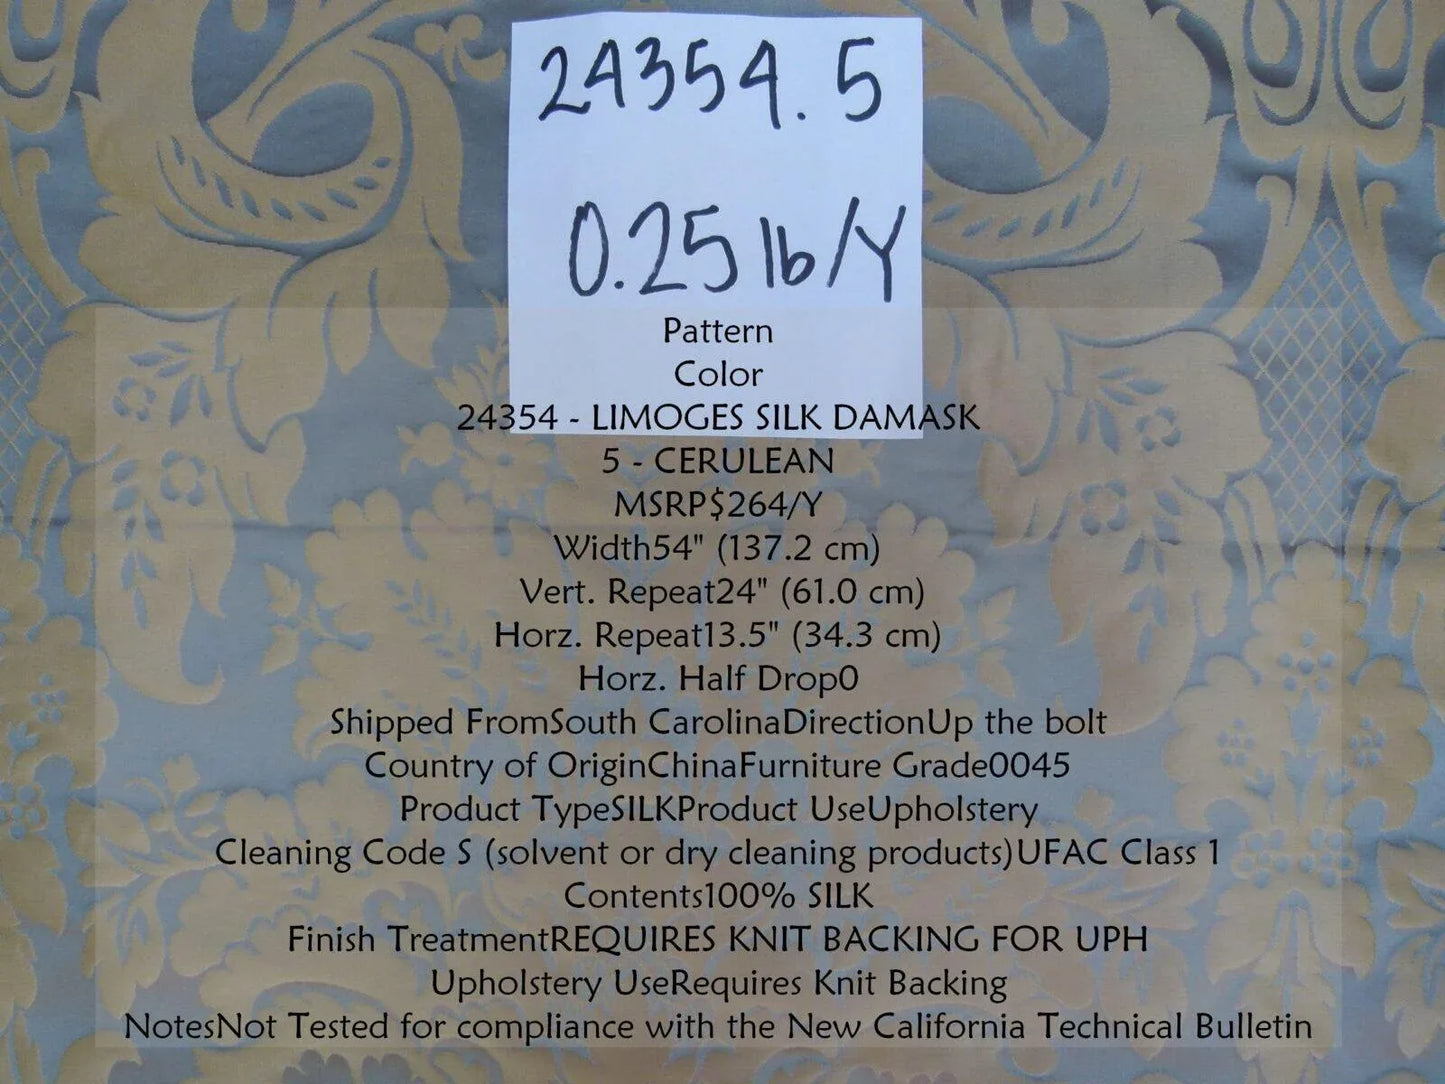 24354.5
0.25 lb/Y
Pattern
Color
24354 - LIMOGES SILK DAMASK
5 - CERULEAN
MSRP$264/Y
Width54" (137.2 cm)
Vert. Repeat24" (61.0 cm)
Horz. Repeat13.5" (34.3 cm)
Horz. Half Drop0
Shipped FromSouth CarolinaDirectionUp the bolt
Country of OriginChinaFurniture Grade0045
Product TypeSILKProduct UseUpholstery
Cleaning Code S (solvent or dry cleaning products)UFAC Class 1
Contents100% SILK
Finish TreatmentREQUIRES KNIT BACKING FOR UPH
Upholstery UseRequires Knit Backing
NotesNot Tested for compliance with the New California Technical Bulletin